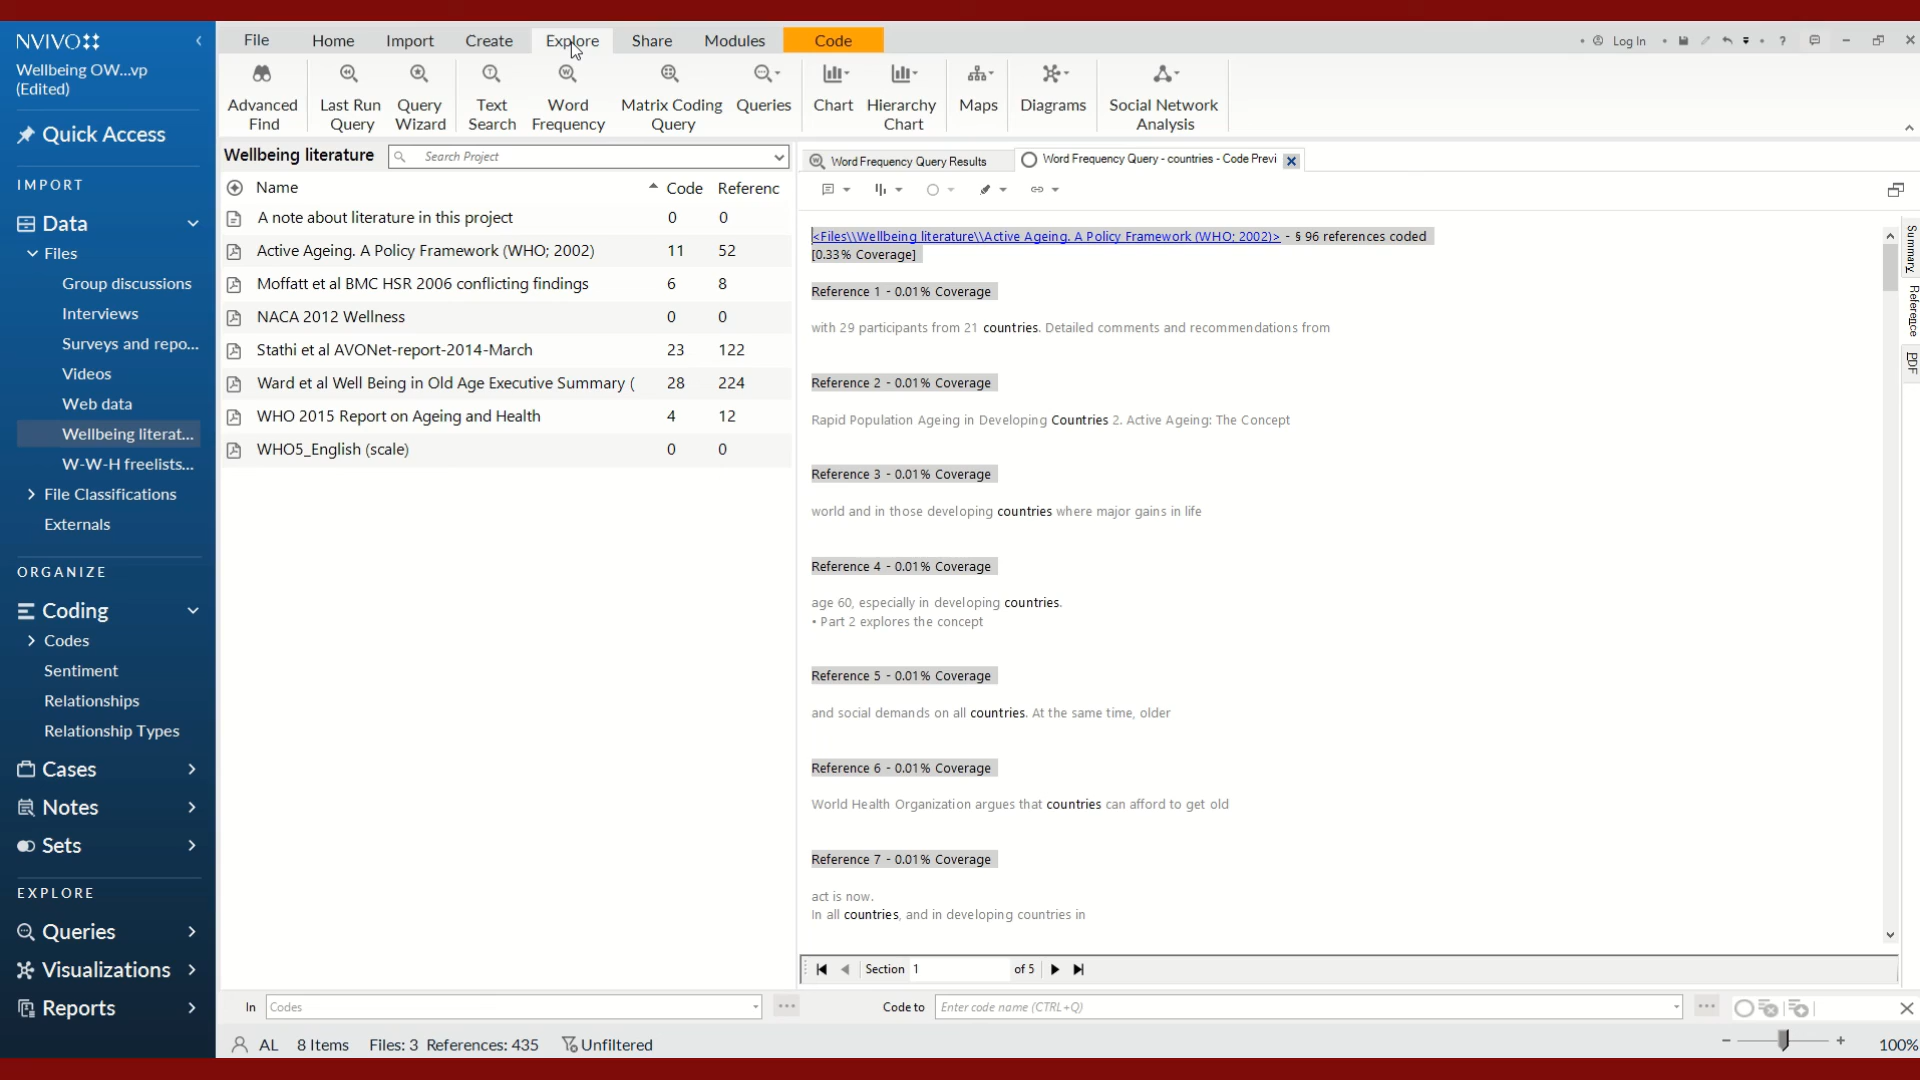 NVIVO
Wellbeing OW...vp
(Edited)
Quick Access
IMPORT
Data
Files
Group discussions
Interviews
Surveys and repo...
Videos
Web data
Wellbeing literat...
W-W-H freelists...
File Classifications
Externals
ORGANIZE
Coding
Codes
Sentiment
Relationships
Relationship Types
Cases
Notes
Sets
EXPLORE
Queries
Visualizations
Reports
File Home Import Create Explore Share Modules Code
Log In
Advanced Find
Last Run Query
Query Wizard
Text Search
Word Frequency
Matrix Coding Query
Queries
Chart
Hierarchy Chart
Maps
Diagrams
Social Network Analysis
Wellbeing literature
Search Project
Name Code Referenc
A note about literature in this project 0 0
Active Ageing. A Policy Framework (WHO; 2002) 11 52
Moffatt et al BMC HSR 2006 conflicting findings 6 8
NACA 2012 Wellness 0 0
Stathi et al AVONet-report-2014-March 23 122
Ward et al Well Being in Old Age Executive Summary ( 28 224
WHO 2015 Report on Ageing and Health 4 12
WHO5_English (scale) 0 0
Word Frequency Query Results
Word Frequency Query - countries - Code Previ
<Files\\Wellbeing literature\\Active Ageing. A Policy Framework (WHO; 2002)> - § 96 references coded
[0.33% Coverage]
Reference 1 - 0.01% Coverage
with 29 participants from 21 countries. Detailed comments and recommendations from
Reference 2 - 0.01% Coverage
Rapid Population Ageing in Developing Countries 2. Active Ageing: The Concept
Reference 3 - 0.01% Coverage
world and in those developing countries where major gains in life
Reference 4 - 0.01% Coverage
age 60, especially in developing countries.
• Part 2 explores the concept
Reference 5 - 0.01% Coverage
and social demands on all countries. At the same time, older
Reference 6 - 0.01% Coverage
World Health Organization argues that countries can afford to get old
Reference 7 - 0.01% Coverage
act is now.
In all countries, and in developing countries in
Summary
Reference
PDF
Section 1 of 5
In Codes
Code to Enter code name (CTRL+Q)
AL 8 Items Files: 3 References: 435 Unfiltered
100%